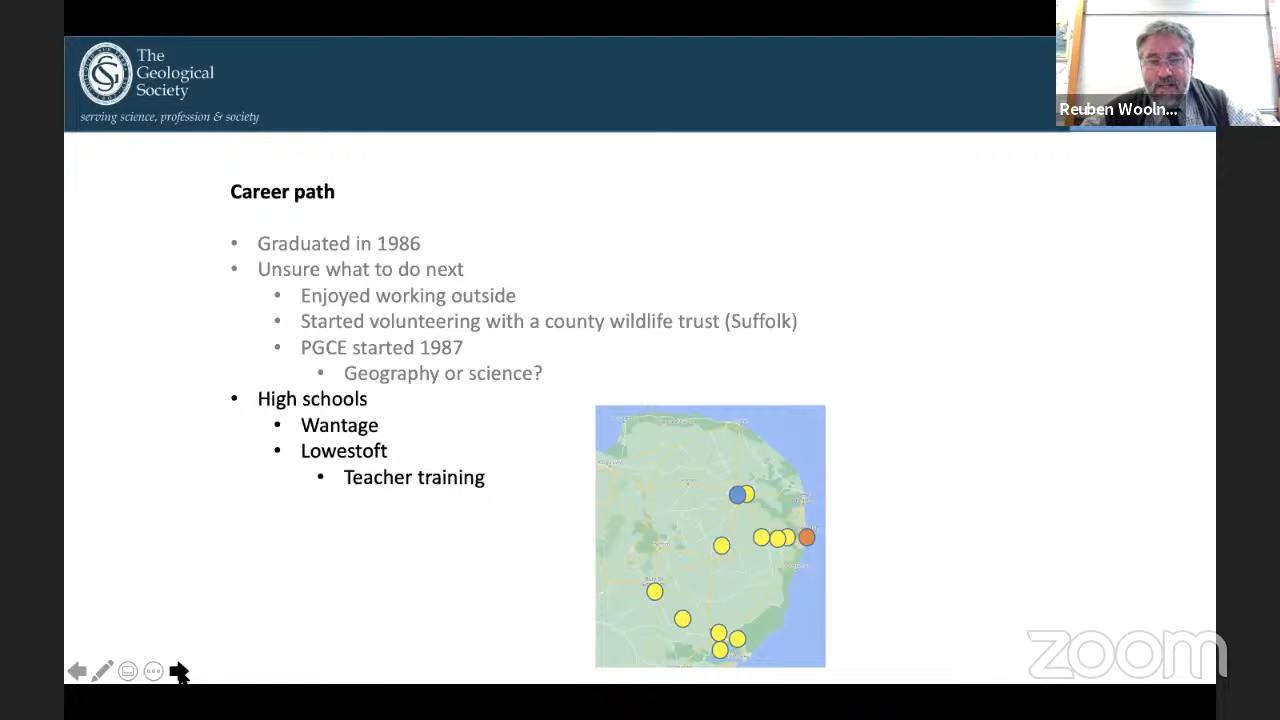 The
Geological
Society
serving science, profession & society
Reuben Wooln...
Career path
• Graduated in 1986
• Unsure what to do next
• Enjoyed working outside
• Started volunteering with a county wildlife trust (Suffolk)
• PGCE started 1987
• Geography or science?
• High schools
• Wantage
• Lowestoft
• Teacher training
zoom